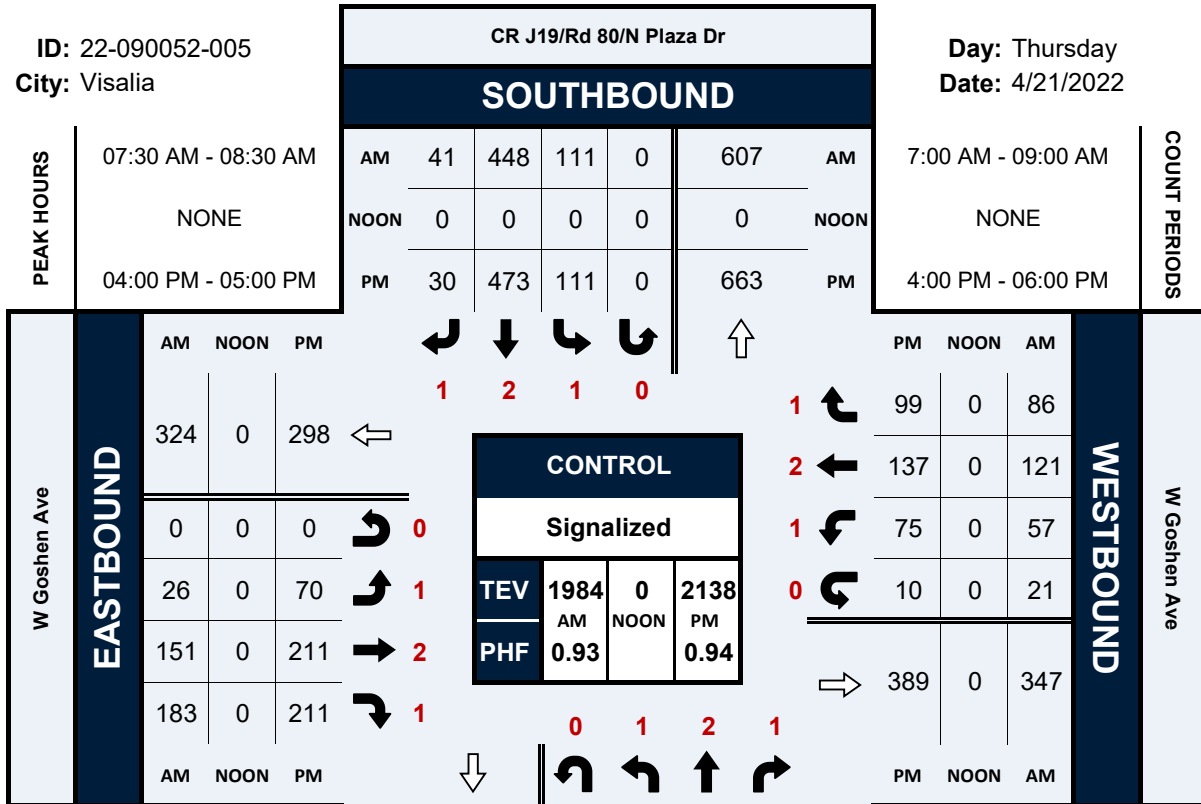 CR J19/Rd 80/N Plaza Dr
ID: 22-090052-005
Day: Thursday
City: Visalia
Date: 4/21/2022
SOUTHBOUND
PEAK HOURS
07:30 AM - 08:30 AM
AM 41 448 111 0 607 AM
7:00 AM - 09:00 AM
COUNT PERIODS
NONE
NOON 0 0 0 0 0 NOON
NONE
04:00 PM - 05:00 PM
PM 30 473 111 0 663 PM
4:00 PM - 06:00 PM
W Goshen Ave
EASTBOUND
AM NOON PM
1 2 1 0
324 0 298
0 0 0 0
26 0 70 1
151 0 211 2
183 0 211 1
AM NOON PM
CONTROL
Signalized
TEV 1984 0 2138
AM NOON PM
PHF 0.93 0.94
PM NOON AM
1 99 0 86
2 137 0 121
1 75 0 57
0 10 0 21
389 0 347
PM NOON AM
WESTBOUND
W Goshen Ave
0 1 2 1